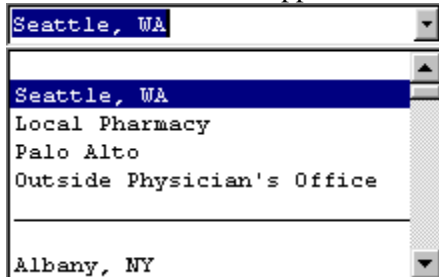 Seattle, WA
Seattle, WA
Local Pharmacy
Palo Alto
Outside Physician's Office
Albany, NY